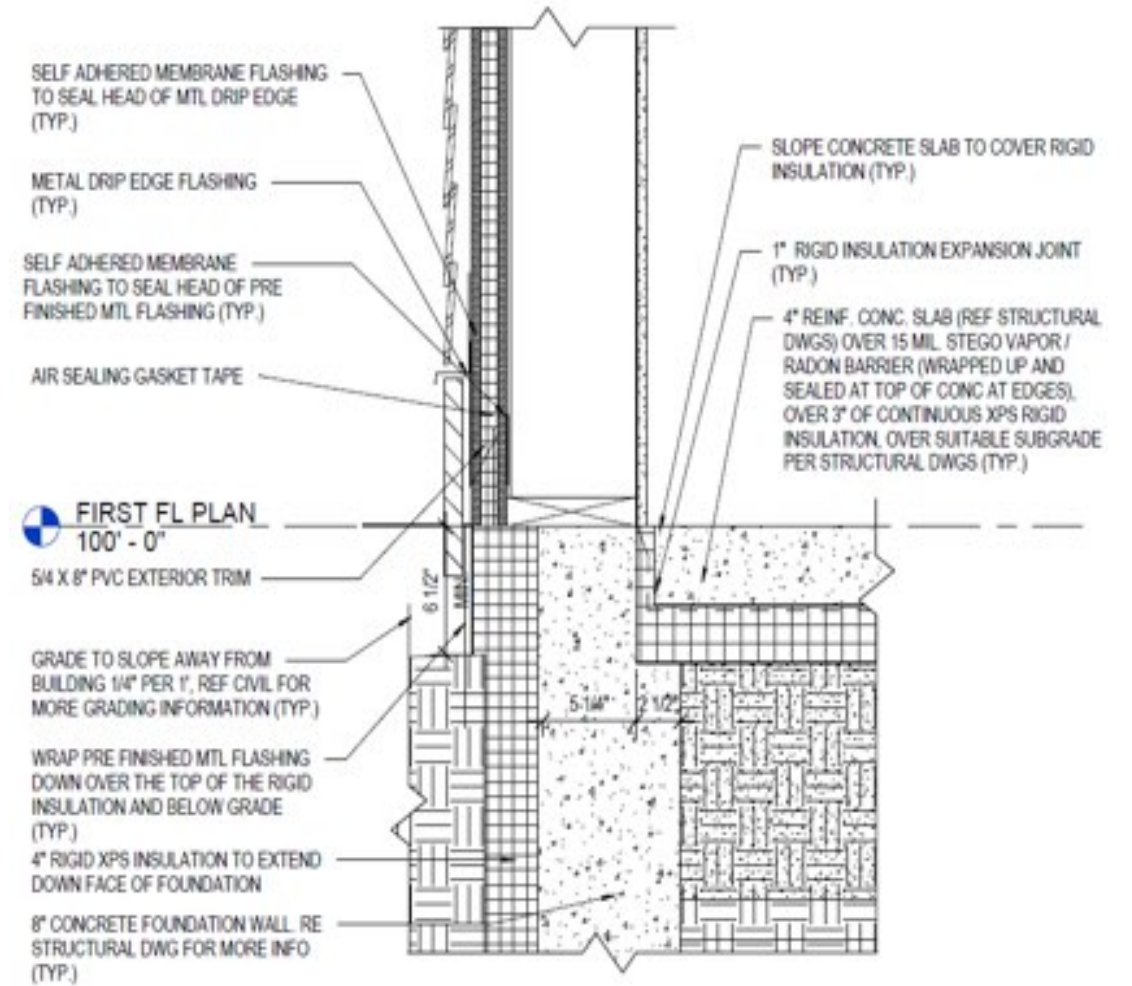 SELF ADHERED MEMBRANE FLASHING
TO SEAL HEAD OF MTL DRIP EDGE
(TYP.)
METAL DRIP EDGE FLASHING
(TYP.)
SELF ADHERED MEMBRANE
FLASHING TO SEAL HEAD OF PRE
FINISHED MTL FLASHING (TYP.)
AIR SEALING GASKET TAPE
FIRST FL PLAN
100' - 0"
5/4 X 8" PVC EXTERIOR TRIM
6 1/2"
MIN
GRADE TO SLOPE AWAY FROM
BUILDING 1/4" PER 1', REF CIVIL FOR
MORE GRADING INFORMATION (TYP.)
WRAP PRE FINISHED MTL FLASHING
DOWN OVER THE TOP OF THE RIGID
INSULATION AND BELOW GRADE
(TYP.)
4" RIGID XPS INSULATION TO EXTEND
DOWN FACE OF FOUNDATION
8" CONCRETE FOUNDATION WALL. RE
STRUCTURAL DWG FOR MORE INFO
(TYP.)
SLOPE CONCRETE SLAB TO COVER RIGID
INSULATION (TYP.)
1" RIGID INSULATION EXPANSION JOINT
(TYP.)
4" REINF. CONC. SLAB (REF STRUCTURAL
DWGS) OVER 15 MIL. STEGO VAPOR /
RADON BARRIER (WRAPPED UP AND
SEALED AT TOP OF CONC AT EDGES),
OVER 3" OF CONTINUOUS XPS RIGID
INSULATION, OVER SUITABLE SUBGRADE
PER STRUCTURAL DWGS (TYP.)
5-1/4"
2 1/2"